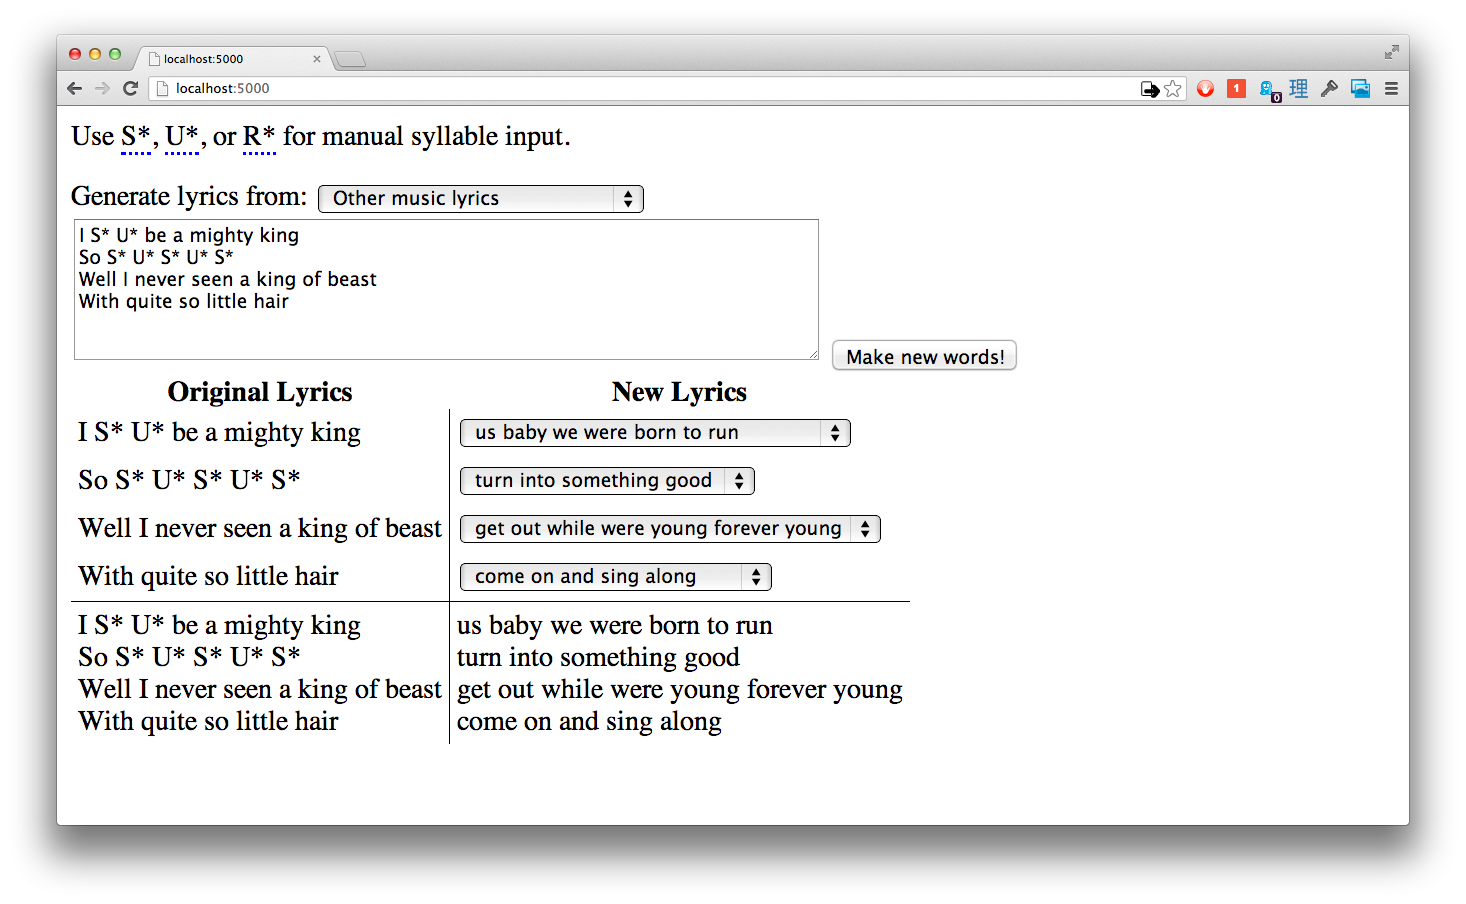 localhost:5000
localhost:5000
1
0
理
Use S*, U*, or R* for manual syllable input.
Generate lyrics from: Other music lyrics
I S* U* be a mighty king
So S* U* S* U* S*
Well I never seen a king of beast
With quite so little hair
Make new words!
Original Lyrics New Lyrics
I S* U* be a mighty king us baby we were born to run
So S* U* S* U* S* turn into something good
Well I never seen a king of beast get out while were young forever young
With quite so little hair come on and sing along
I S* U* be a mighty king us baby we were born to run
So S* U* S* U* S* turn into something good
Well I never seen a king of beast get out while were young forever young
With quite so little hair come on and sing along